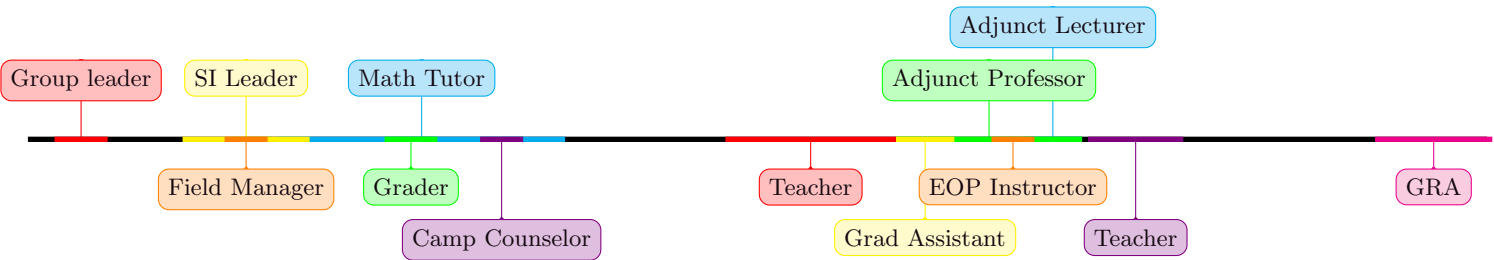 Adjunct Lecturer
Group leader
SI Leader
Math Tutor
Adjunct Professor
Field Manager
Grader
Teacher
EOP Instructor
GRA
Camp Counselor
Grad Assistant
Teacher